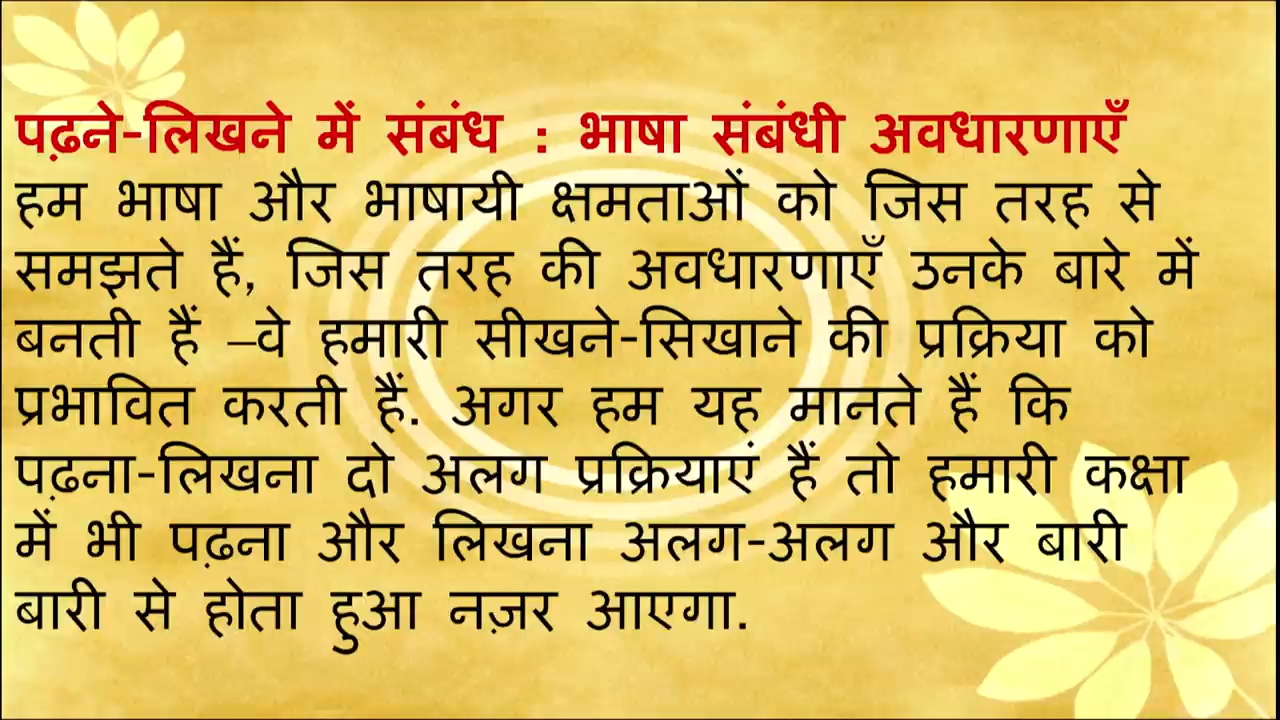 पढ़ने-लिखने में संबंध : भाषा संबंधी अवधारणाएँ
हम भाषा और भाषायी क्षमताओं को जिस तरह से
समझते हैं, जिस तरह की अवधारणाएँ उनके बारे में
बनती हैं –वे हमारी सीखने-सिखाने की प्रक्रिया को
प्रभावित करती हैं. अगर हम यह मानते हैं कि
पढ़ना-लिखना दो अलग प्रक्रियाएं हैं तो हमारी कक्षा
में भी पढ़ना और लिखना अलग-अलग और बारी
बारी से होता हुआ नज़र आएगा.